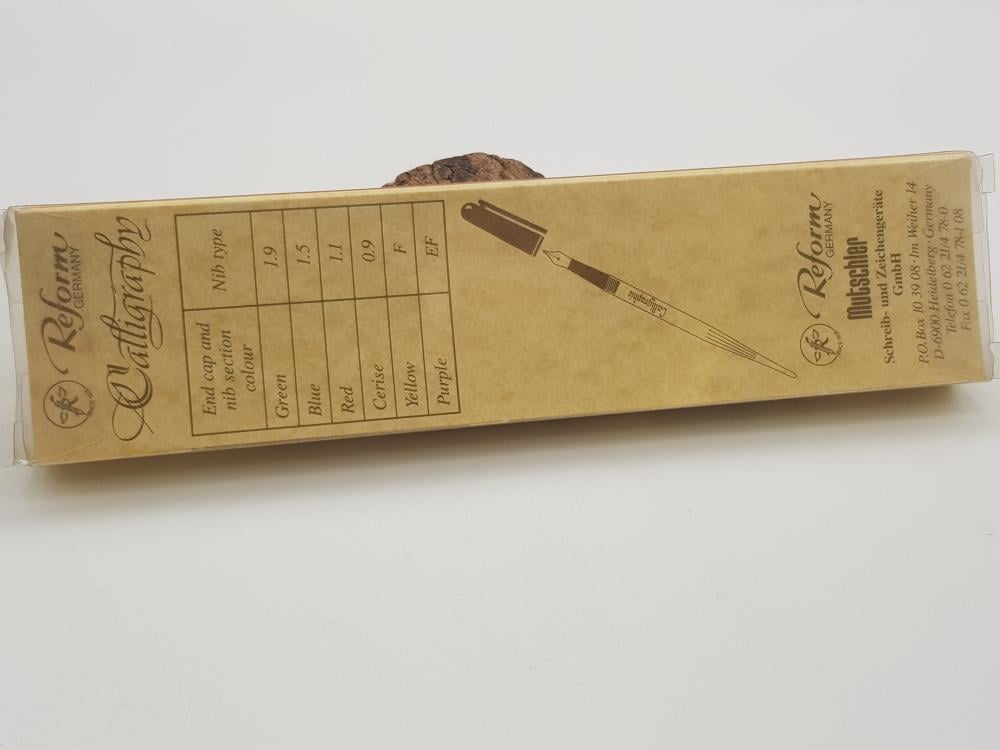 Reform
GERMANY
Calligraphy
End cap and nib section colour Nib type
Green 1.9
Blue 1.5
Red 1.1
Cerise 0.9
Yellow F
Purple EF
Calligraphie
Reform
GERMANY
Mutschler
Schreib- und Zeichengeräte
GmbH
P.O.Box 10 39 08 · Im Weiher 14
D-6900 Heidelberg · Germany
Telefon 0 62 21/4 78-0
Fax 0 62 21/4 78-1 08